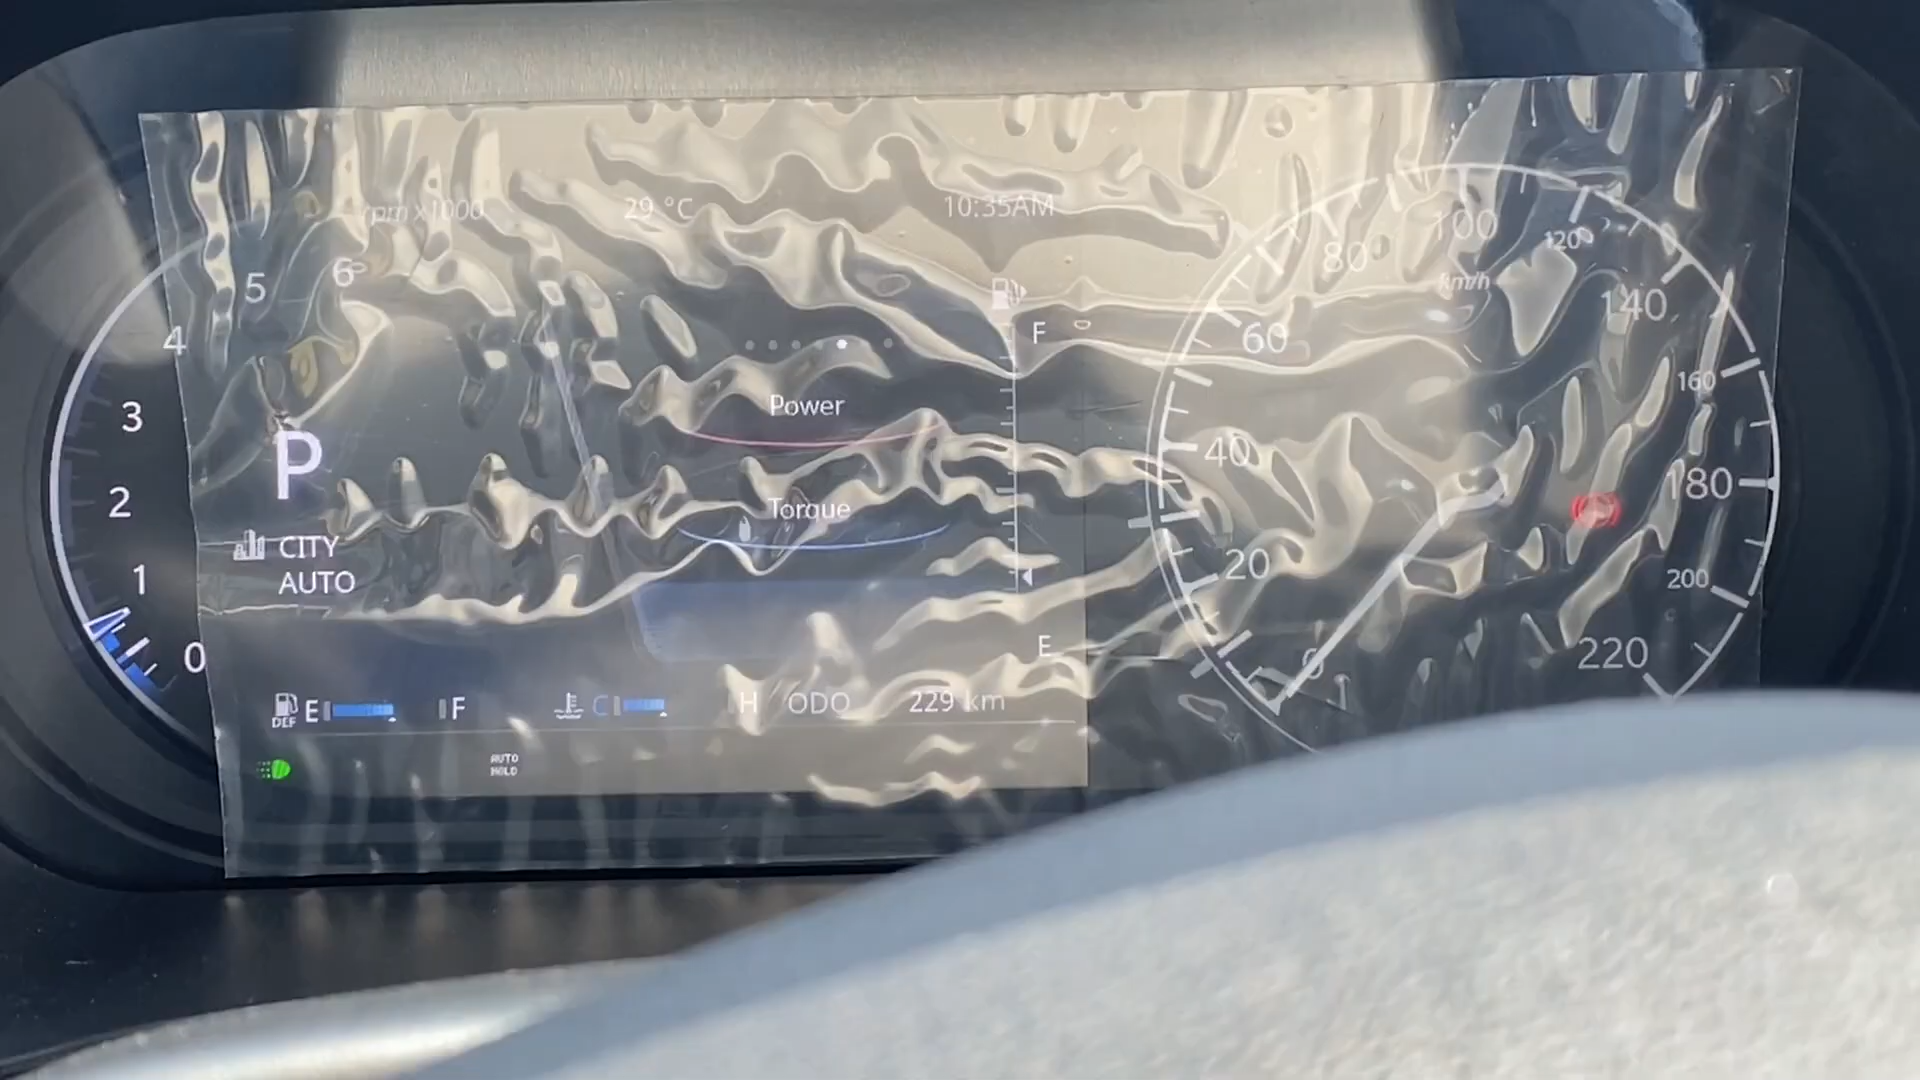 rpm x1000
29 °C
10:35AM
0
1
2
3
4
5
6
P
CITY
AUTO
Power
Torque
F
E
DEF
E
F
C
H
ODO 229 km
AUTO
HOLD
km/h
0
20
40
60
80
100
120
140
160
180
200
220